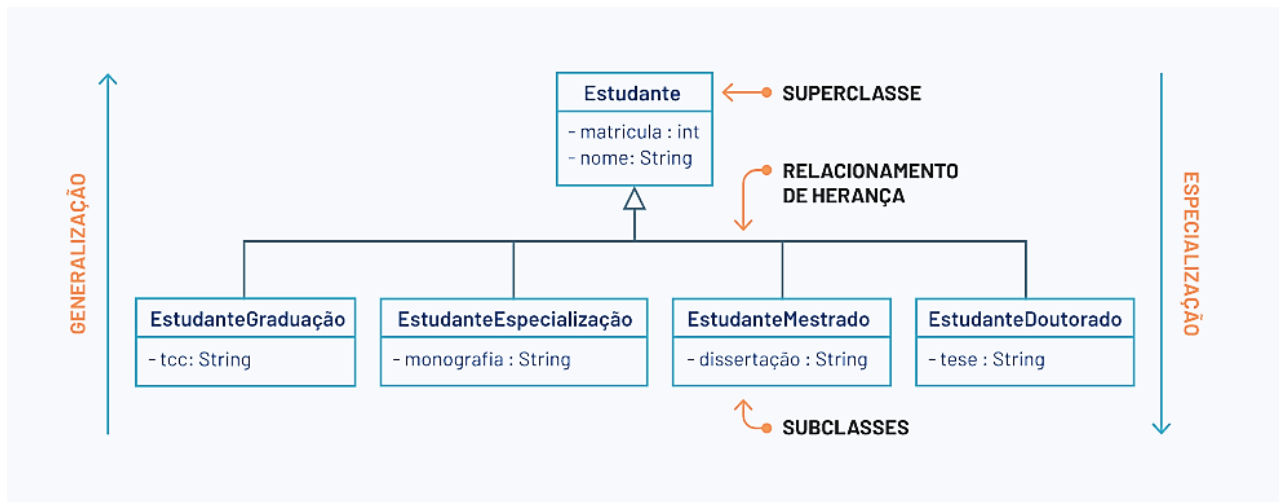 Estudante
- matricula : int
- nome: String
SUPERCLASSE
RELACIONAMENTO
DE HERANÇA
GENERALIZAÇÃO
ESPECIALIZAÇÃO
EstudanteGraduação
- tcc: String
EstudanteEspecialização
- monografia : String
EstudanteMestrado
- dissertação : String
EstudanteDoutorado
- tese : String
SUBCLASSES